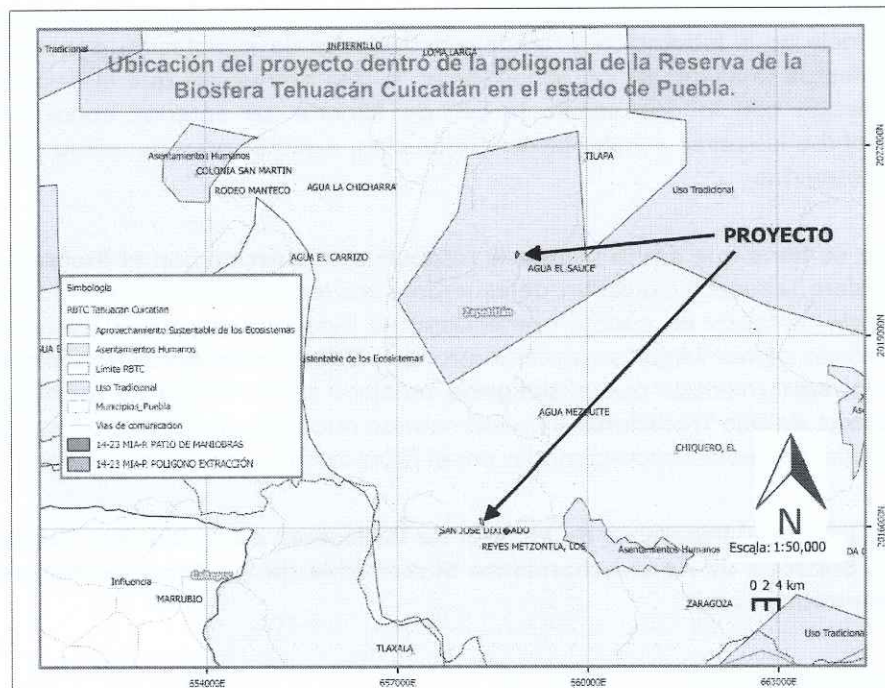 o Tradicional
INFIERNILLO
LOMA LARGA
Ubicación del proyecto dentro de la poligonal de la Reserva de la
Biosfera Tehuacán Cuicatlán en el estado de Puebla.
2022000N
Asentamientos Humanos
COLONIA SAN MARTIN
RODEO MANTECO
AGUA LA CHICHARRA
TILAPA
Uso Tradicional
PROYECTO
AGUA EL CARRIZO
AGUA EL SAUCE
Simbología
RBTC Tehuacan Cuicatlan
Aprovechamiento Sustentable de los Ecosistemas
Asentamientos Humanos
Limite RBTC
Uso Tradicional
Municipios_Puebla
Vias de comunicacion
14-23 MIA-P. PATIO DE MANIOBRAS
14-23 MIA-P. POLIGONO EXTRACCIÓN
Zapotitlán
2019000N
ustentable de los Ecosistemas
AGUA MEZQUITE
CHIQUERO, EL
N
SAN JOSE DIXI
ADO
REYES METZONTLA, LOS
2016000N
Asentamientos Humanos
Escala: 1:50,000
DA
0 2 4 km
Influencia
MARRUBIO
ZARAGOZA
Uso Tradicional
TLAXALA
654000E
657000E
660000E
663000E